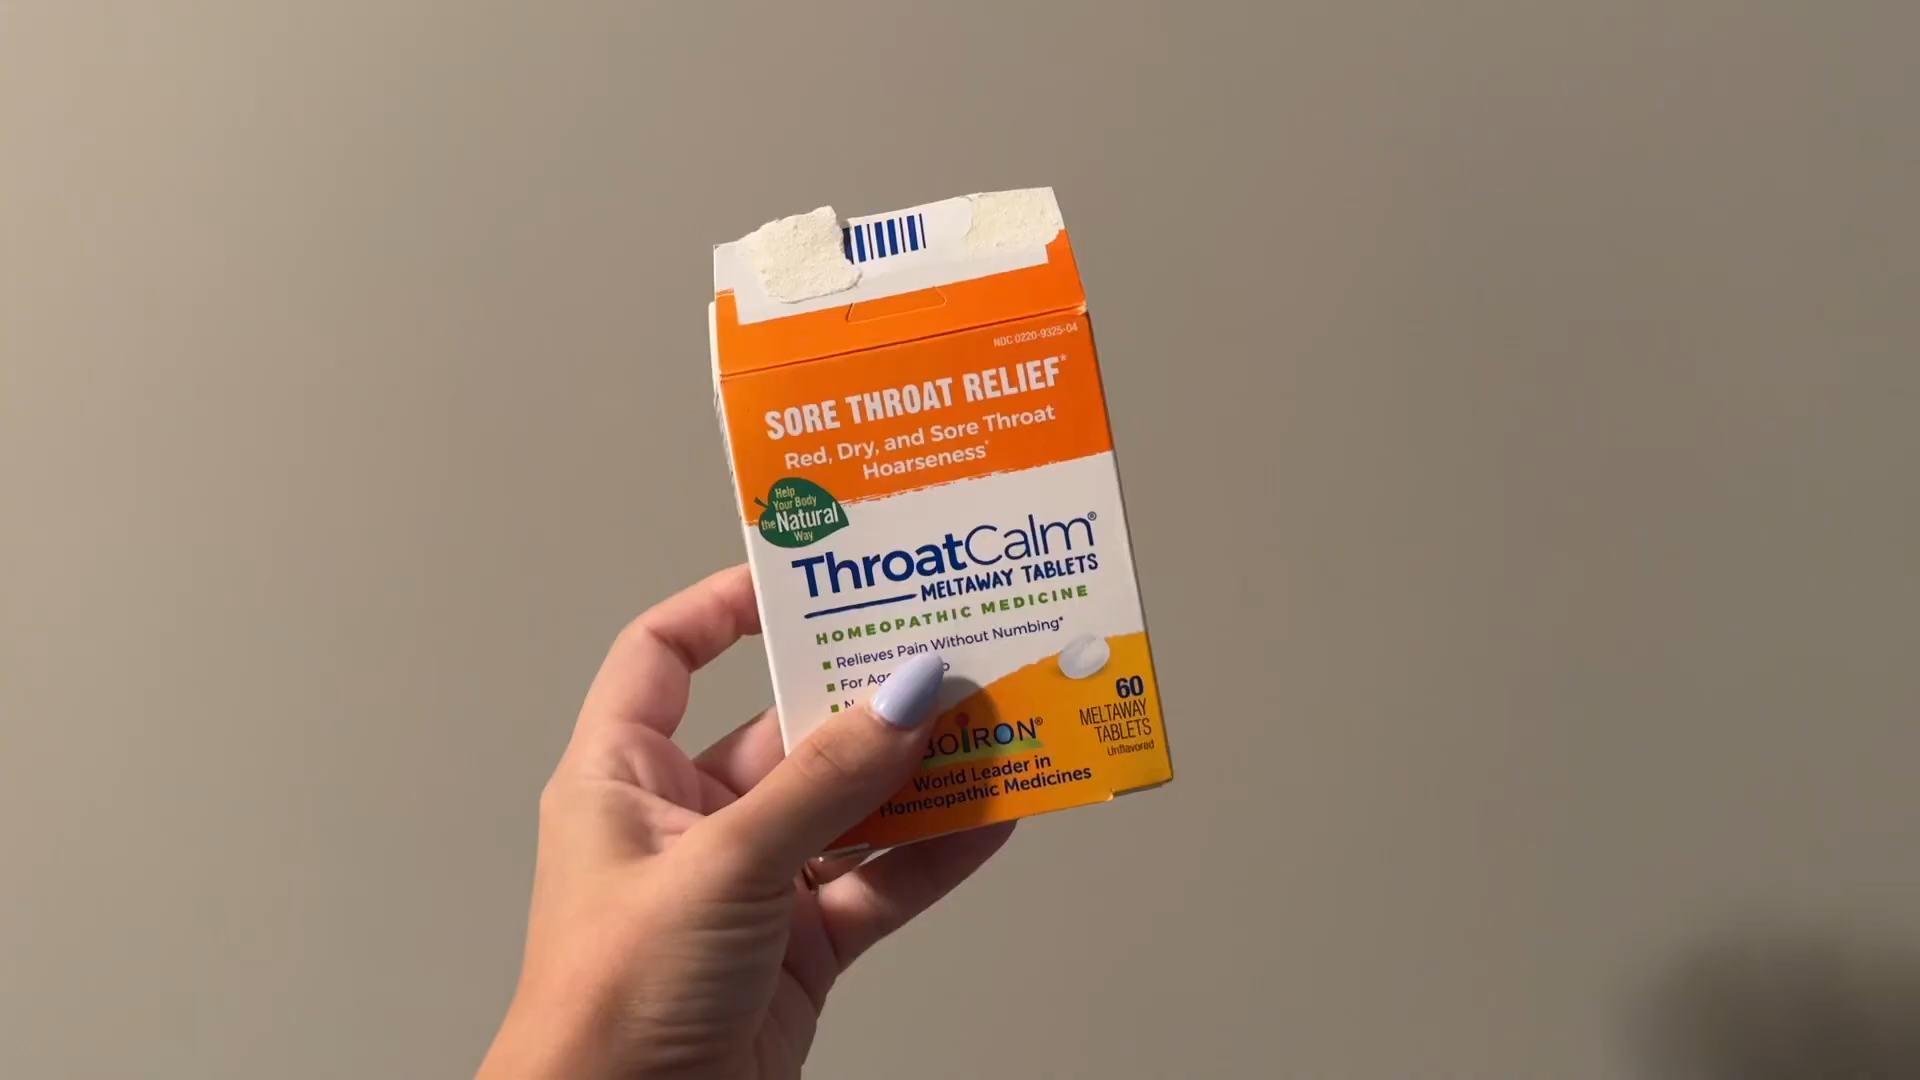 NDC 0220-9325-04
SORE THROAT RELIEF*
Red, Dry, and Sore Throat
Hoarseness*
Help
Your Body
the Natural
Way
ThroatCalm®
MELTAWAY TABLETS
HOMEOPATHIC MEDICINE
Relieves Pain Without Numbing*
For
BOIRON®
World Leader in
Homeopathic Medicines
60
MELTAWAY
TABLETS
Unflavored